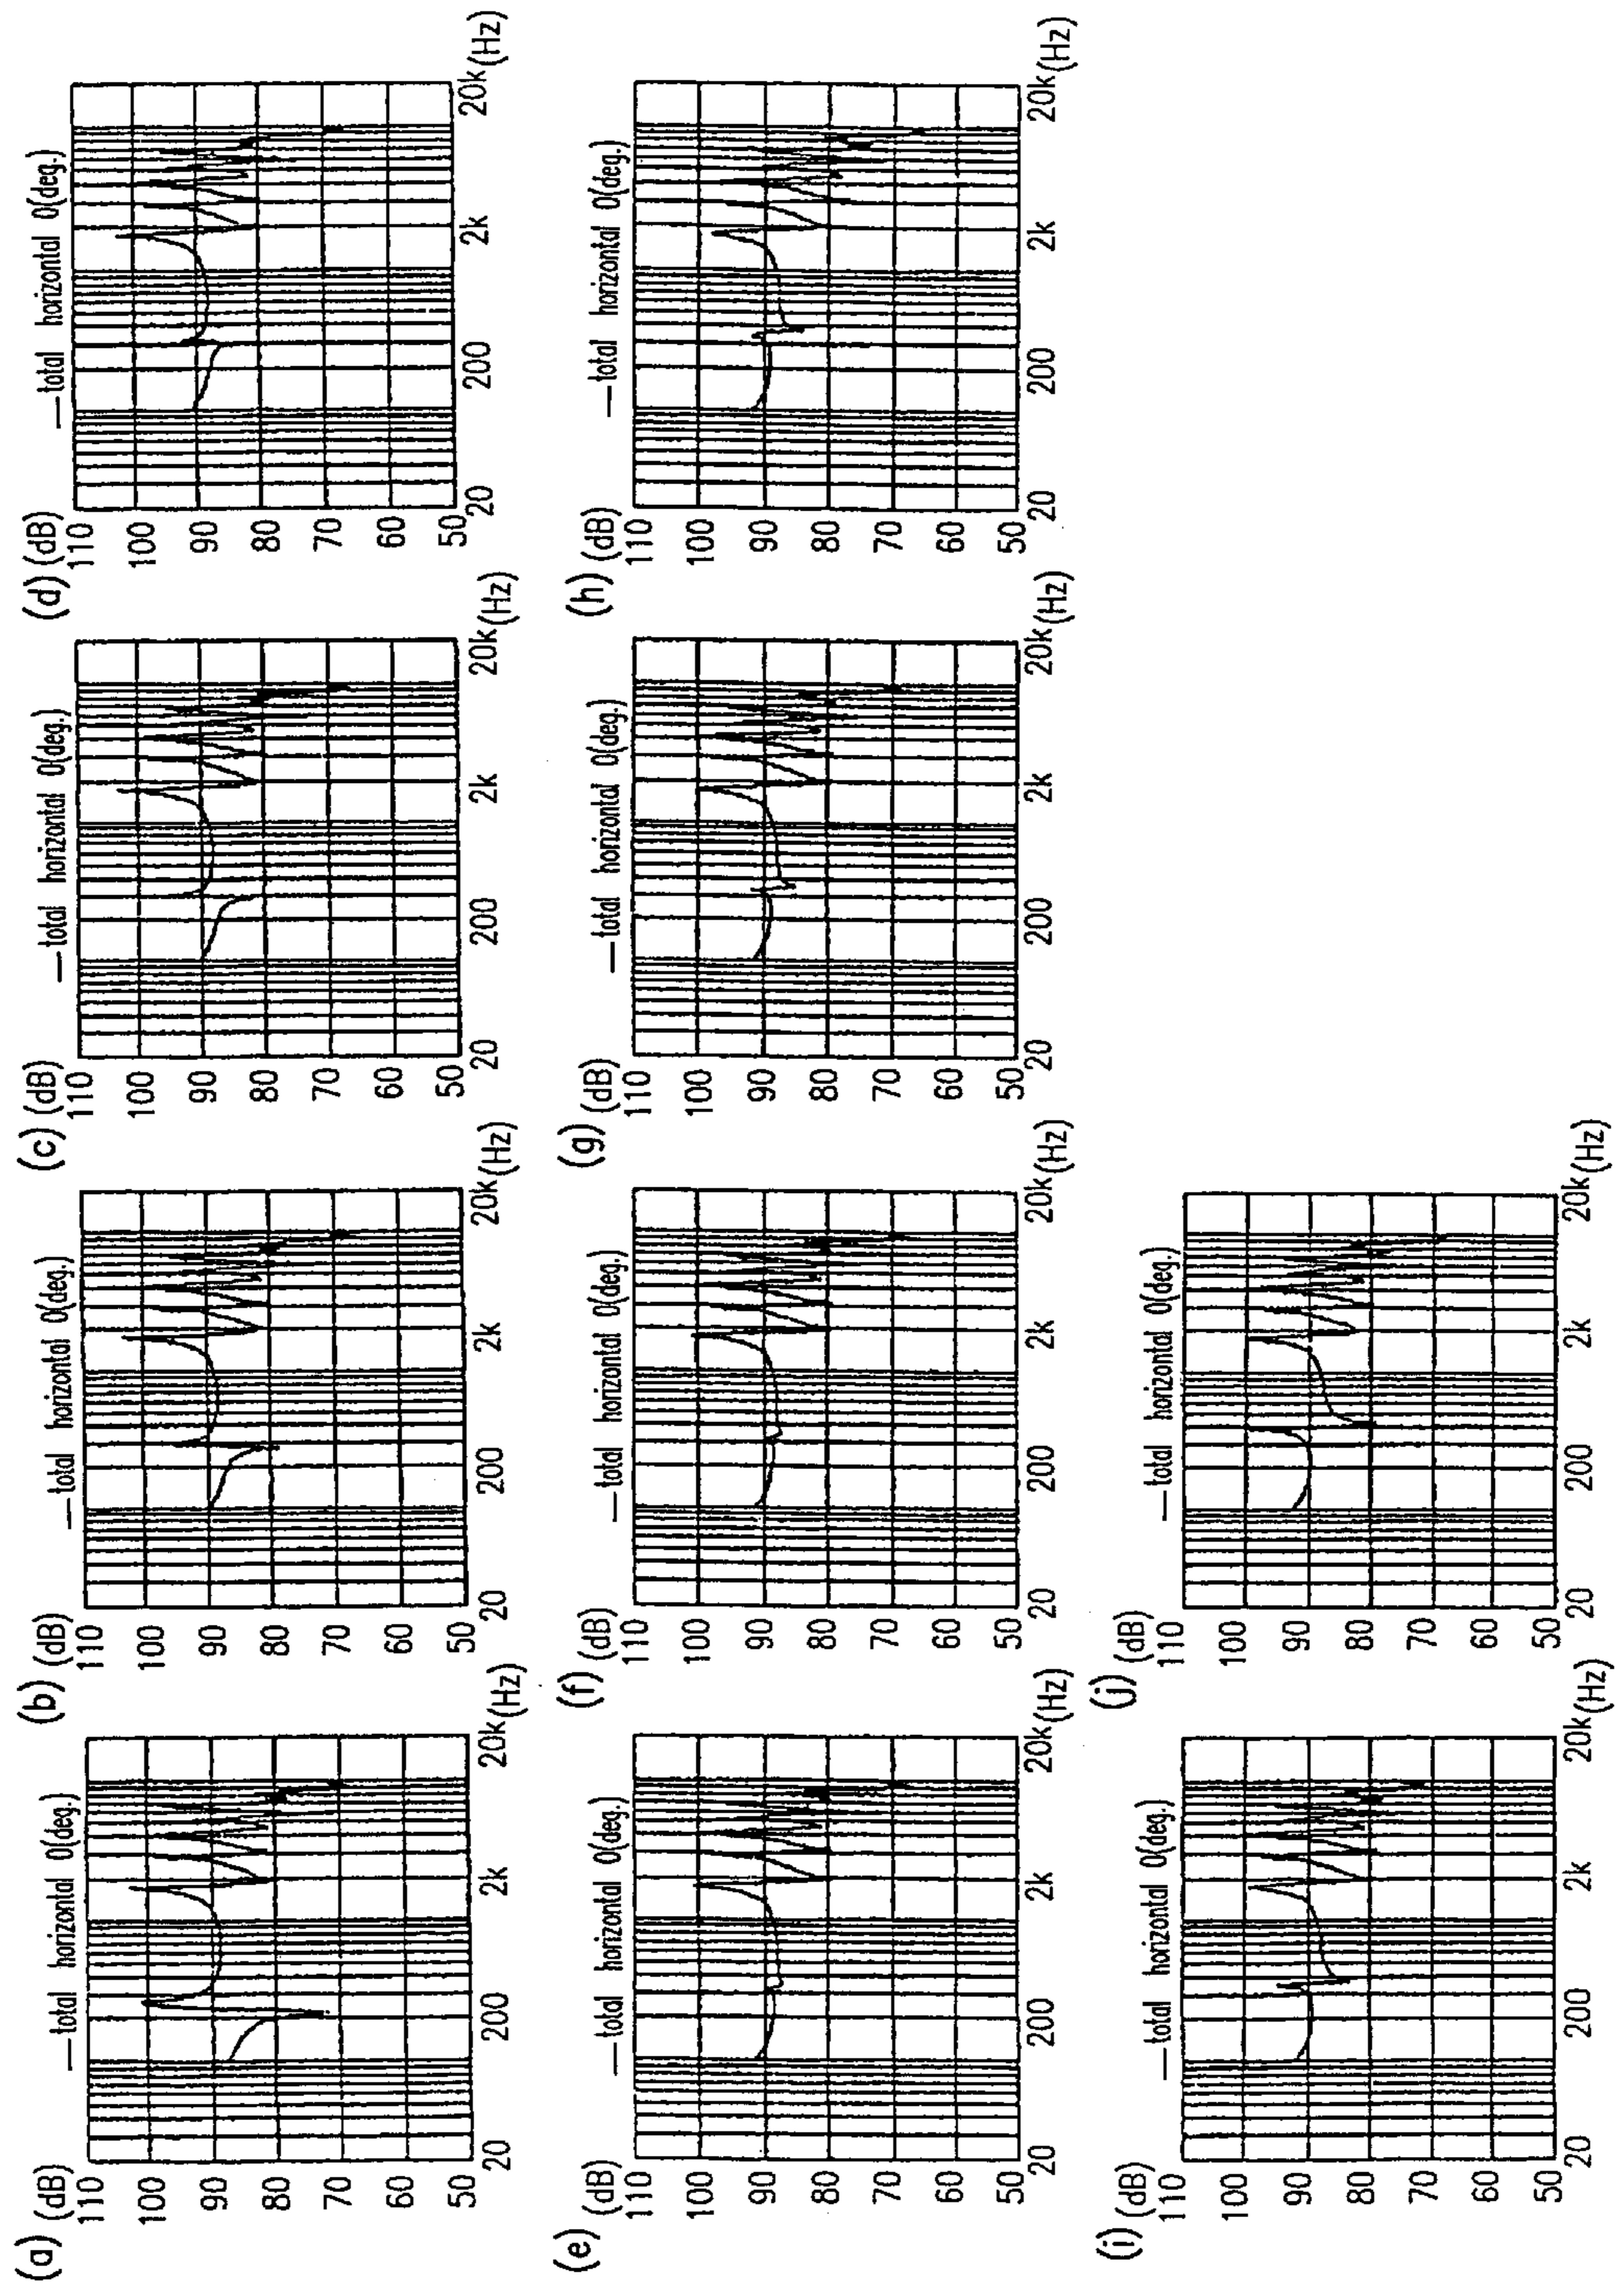 (a) (dB)
— total horizontal 0(deg.)
110
100
90
80
70
60
50
20
200
2k
20k (Hz)
(b) (dB)
— total horizontal 0(deg.)
110
100
90
80
70
60
50
20
200
2k
20k (Hz)
(c) (dB)
— total horizontal 0(deg.)
110
100
90
80
70
60
50
20
200
2k
20k (Hz)
(d) (dB)
— total horizontal 0(deg.)
110
100
90
80
70
60
50
20
200
2k
20k (Hz)
(e) (dB)
— total horizontal 0(deg.)
110
100
90
80
70
60
50
20
200
2k
20k (Hz)
(f) (dB)
— total horizontal 0(deg.)
110
100
90
80
70
60
50
20
200
2k
20k (Hz)
(g) (dB)
— total horizontal 0(deg.)
110
100
90
80
70
60
50
20
200
2k
20k (Hz)
(h) (dB)
— total horizontal 0(deg.)
110
100
90
80
70
60
50
20
200
2k
20k (Hz)
(i) (dB)
— total horizontal 0(deg.)
110
100
90
80
70
60
50
20
200
2k
20k (Hz)
(j) (dB)
— total horizontal 0(deg.)
110
100
90
80
70
60
50
20
200
2k
20k (Hz)